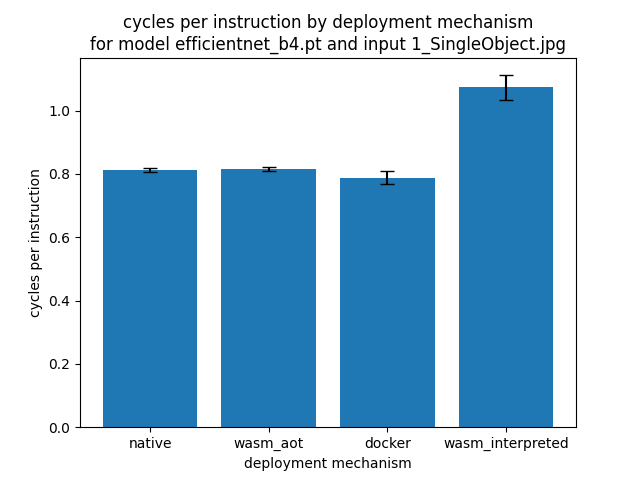 cycles per instruction by deployment mechanism
for model efficientnet_b4.pt and input 1_SingleObject.jpg
cycles per instruction
1.0
0.8
0.6
0.4
0.2
0.0
native
wasm_aot
docker
wasm_interpreted
deployment mechanism